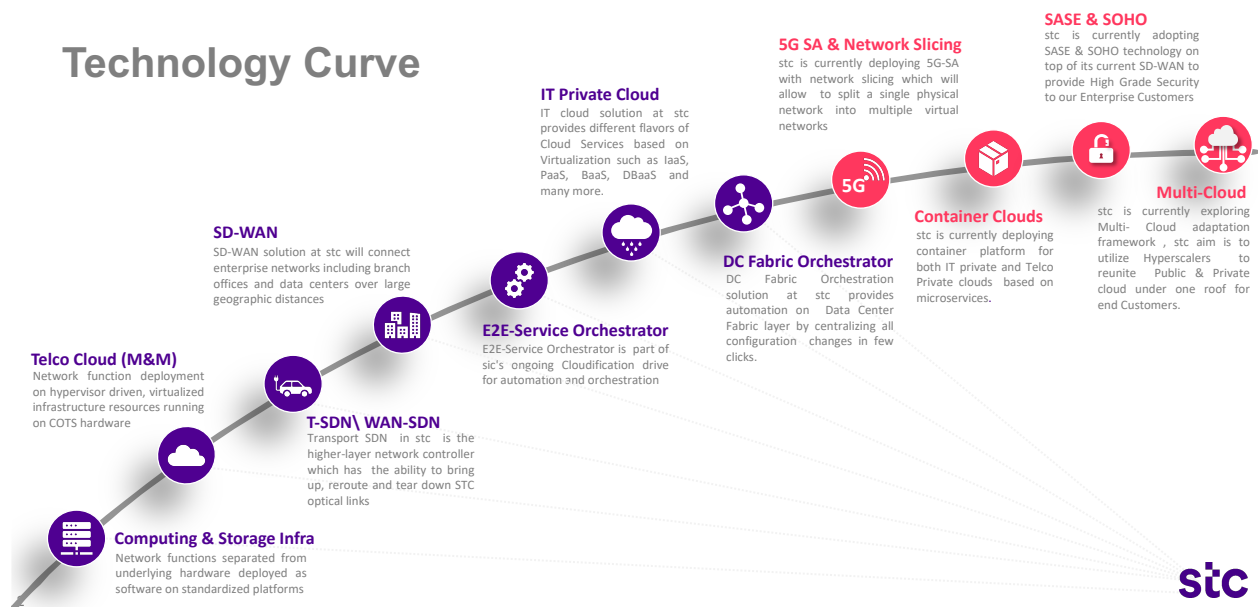 Technology Curve
SASE & SOHO
stc is currently adopting
SASE & SOHO technology on
top of its current SD-WAN to
provide High Grade Security
to our Enterprise Customers
5G SA & Network Slicing
stc is currently deploying 5G-SA
with network slicing which will
allow to split a single physical
network into multiple virtual
networks
IT Private Cloud
IT cloud solution at stc
provides different flavors of
Cloud Services based on
Virtualization such as IaaS,
PaaS, BaaS, DBaaS and
many more.
5G
Multi-Cloud
stc is currently exploring
Multi- Cloud adaptation
framework , stc aim is to
utilize Hyperscalers to
reunite Public & Private
cloud under one roof for
end Customers.
Container Clouds
stc is currently deploying
container platform for
both IT private and Telco
Private clouds based on
microservices.
SD-WAN
SD-WAN solution at stc will connect
enterprise networks including branch
offices and data centers over large
geographic distances
DC Fabric Orchestrator
DC Fabric Orchestration
solution at stc provides
automation on Data Center
Fabric layer by centralizing all
configuration changes in few
clicks.
E2E-Service Orchestrator
E2E-Service Orchestrator is part of
sic's ongoing Cloudification drive
for automation and orchestration
Telco Cloud (M&M)
Network function deployment
on hypervisor driven, virtualized
infrastructure resources running
on COTS hardware
T-SDN\ WAN-SDN
Transport SDN in stc is the
higher-layer network controller
which has the ability to bring
up, reroute and tear down STC
optical links
Computing & Storage Infra
Network functions separated from
underlying hardware deployed as
software on standardized platforms
stc